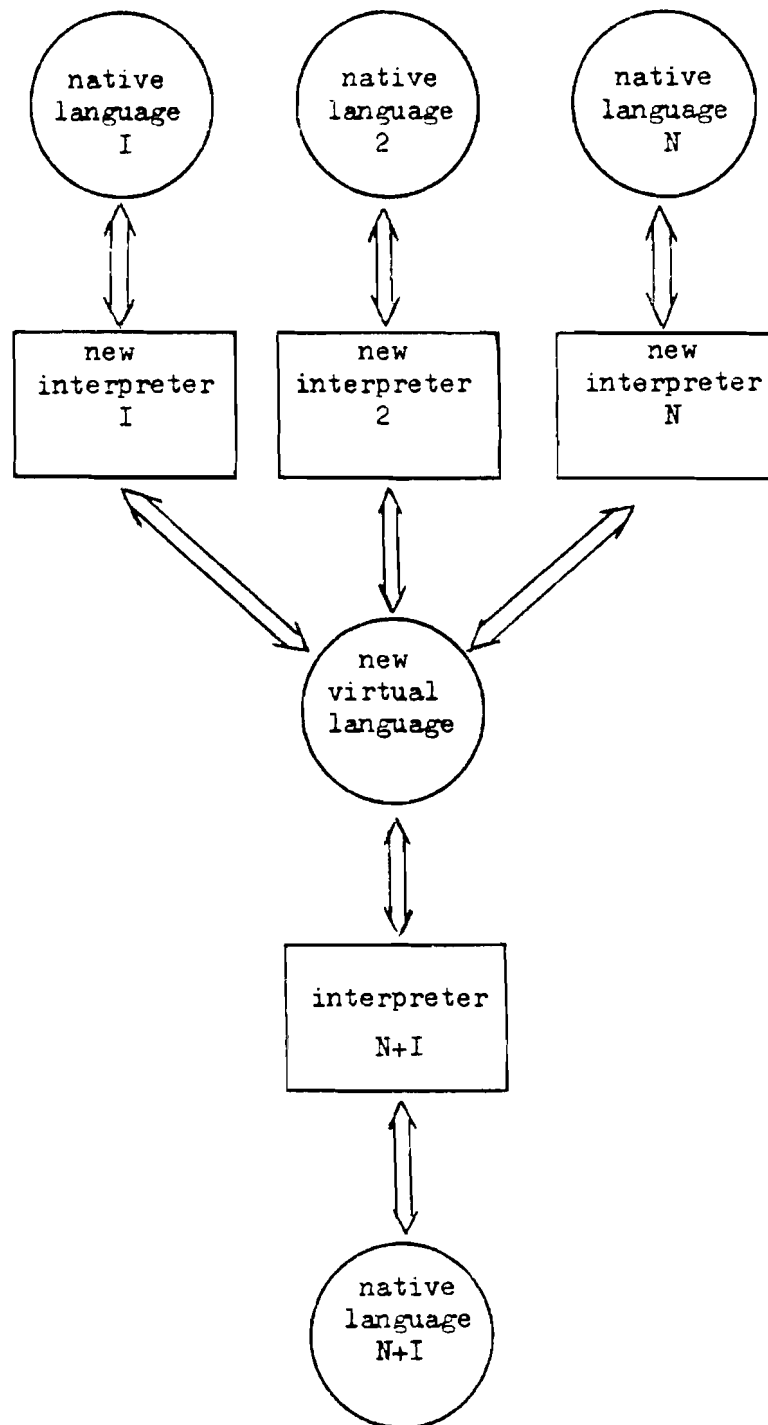 native
language
I
native
language
2
native
language
N
new
interpreter
I
new
interpreter
2
new
interpreter
N
new
virtual
language
interpreter
N+I
native
language
N+I